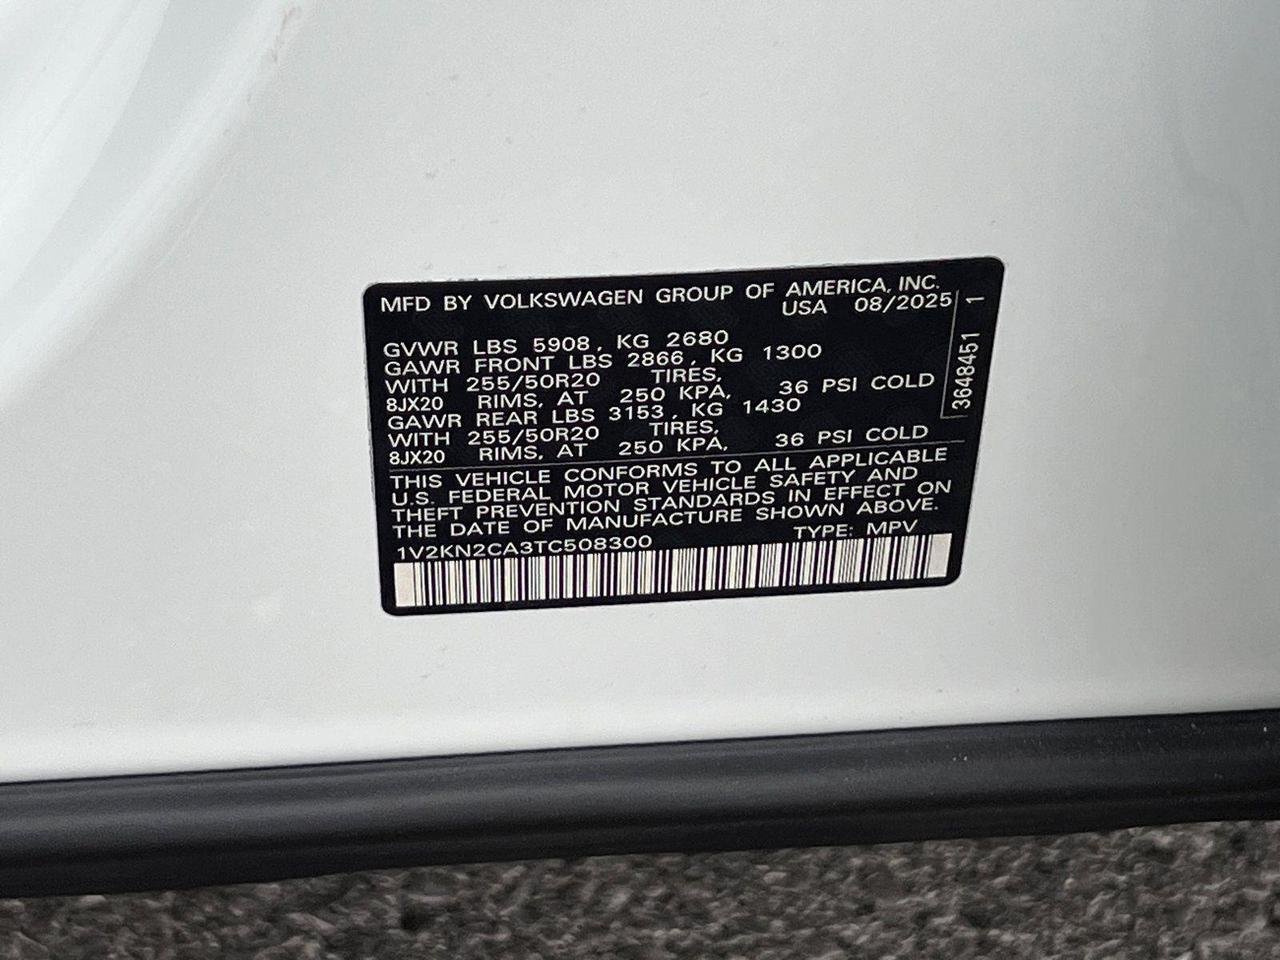 MFD BY VOLKSWAGEN GROUP OF AMERICA, INC.
USA 08/2025
GVWR LBS 5908, KG 2680
GAWR FRONT LBS 2866, KG 1300
WITH 255/50R20 TIRES,
8JX20 RIMS, AT 250 KPA, 36 PSI COLD
GAWR REAR LBS 3153, KG 1430
WITH 255/50R20 TIRES,
8JX20 RIMS, AT 250 KPA, 36 PSI COLD
THIS VEHICLE CONFORMS TO ALL APPLICABLE
U.S. FEDERAL MOTOR VEHICLE SAFETY AND
THEFT PREVENTION STANDARDS IN EFFECT ON
THE DATE OF MANUFACTURE SHOWN ABOVE.
1V2KN2CA3TC508300 TYPE: MPV
3648451 1